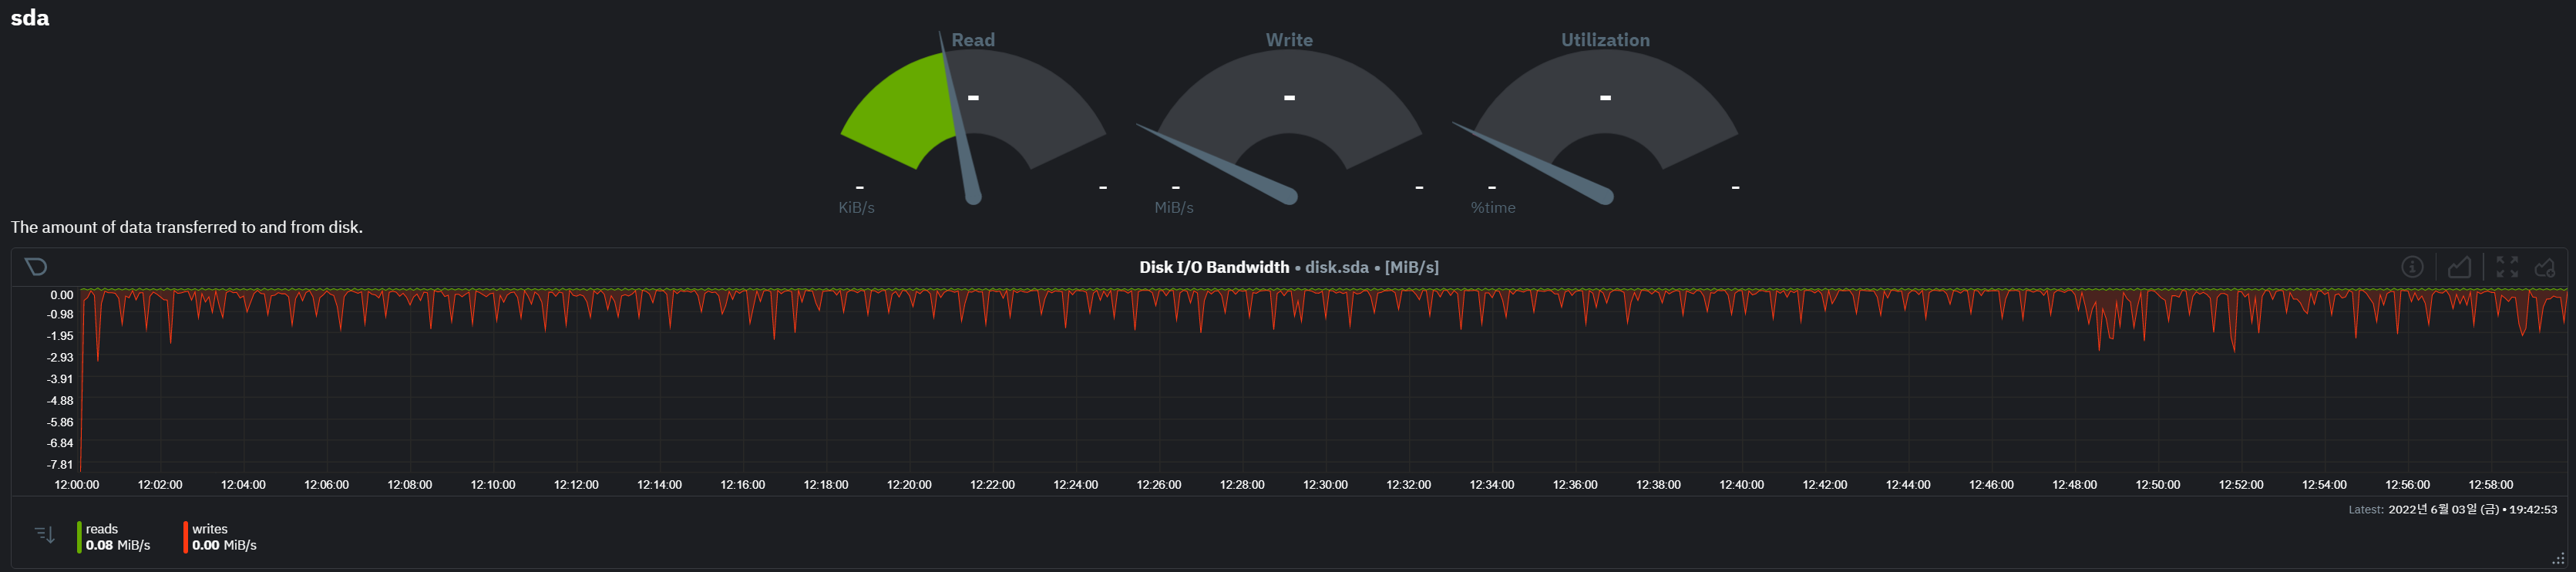 sda
Read
Write
Utilization
-
-
-
- -
- -
- -
KiB/s
MiB/s
%time
The amount of data transferred to and from disk.
Disk I/O Bandwidth • disk.sda • [MiB/s]
0.00
-0.98
-1.95
-2.93
-3.91
-4.88
-5.86
-6.84
-7.81
12:00:00 12:02:00 12:04:00 12:06:00 12:08:00 12:10:00 12:12:00 12:14:00 12:16:00 12:18:00 12:20:00 12:22:00 12:24:00 12:26:00 12:28:00 12:30:00 12:32:00 12:34:00 12:36:00 12:38:00 12:40:00 12:42:00 12:44:00 12:46:00 12:48:00 12:50:00 12:52:00 12:54:00 12:56:00 12:58:00
Latest: 2022년 6월 03일 (금) • 19:42:53
reads
0.08 MiB/s
writes
0.00 MiB/s